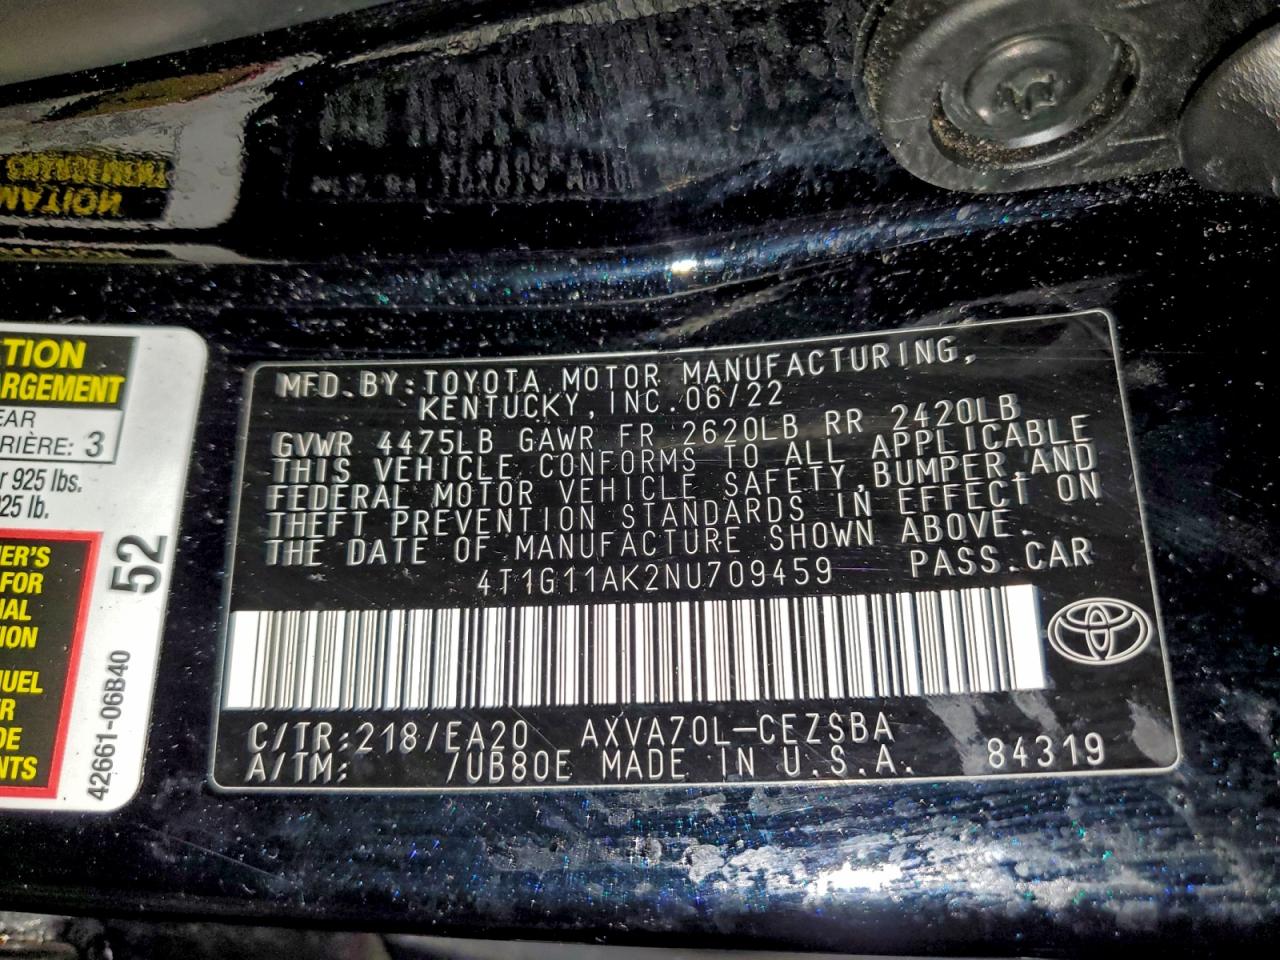 TION
ARGEMENT
EAR
RRIÈRE: 3
r 925 lbs.
25 lb.
ER'S
FOR
NAL
ION
UEL
R
DE
NTS
52
42661-06B40
MFD. BY: TOYOTA MOTOR MANUFACTURING,
KENTUCKY, INC. 06/22
GVWR 4475LB GAWR FR 2620LB RR 2420LB
THIS VEHICLE CONFORMS TO ALL APPLICABLE
FEDERAL MOTOR VEHICLE SAFETY, BUMPER, AND
THEFT PREVENTION STANDARDS IN EFFECT ON
THE DATE OF MANUFACTURE SHOWN ABOVE.
4T1G11AK2NU709459 PASS. CAR
C/TR: 218/EA20 AXVA70L-CEZSBA
A/TM: /UB80E MADE IN U.S.A. 84319